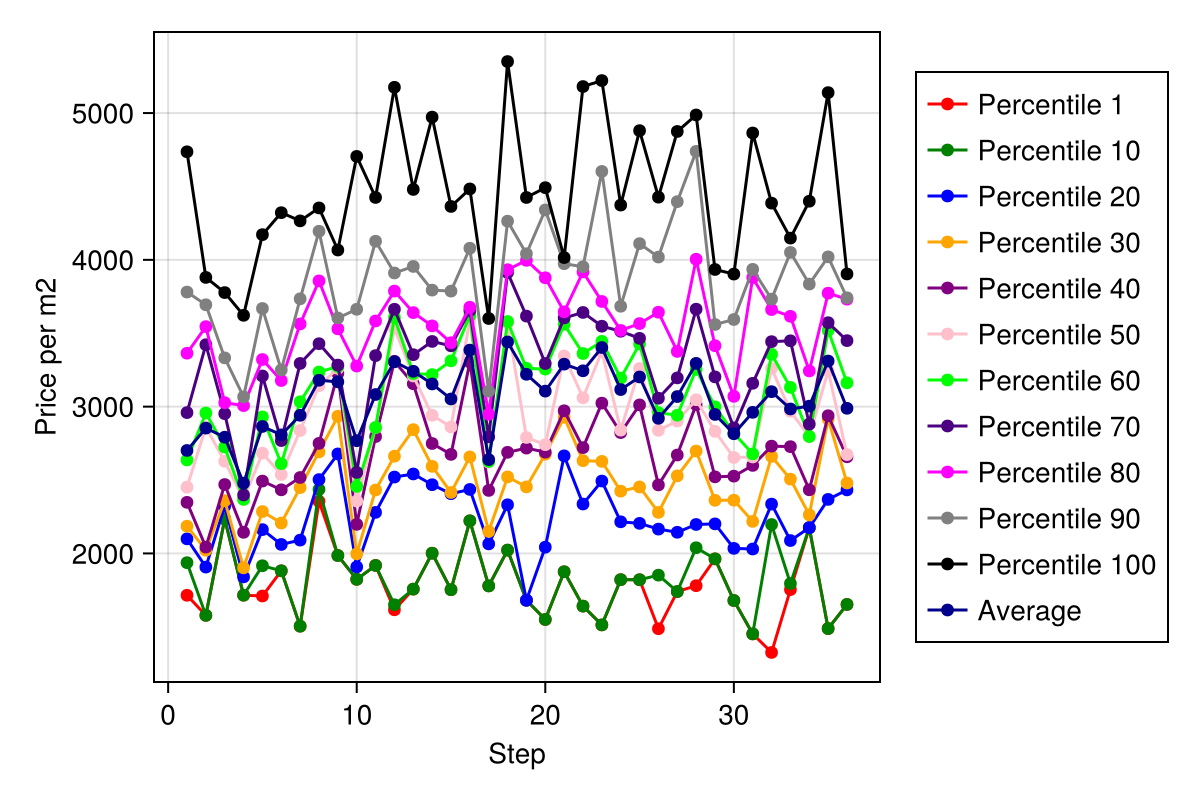 5000
4000
3000
2000
Price per m2
0
10
20
30
Step
Percentile 1
Percentile 10
Percentile 20
Percentile 30
Percentile 40
Percentile 50
Percentile 60
Percentile 70
Percentile 80
Percentile 90
Percentile 100
Average